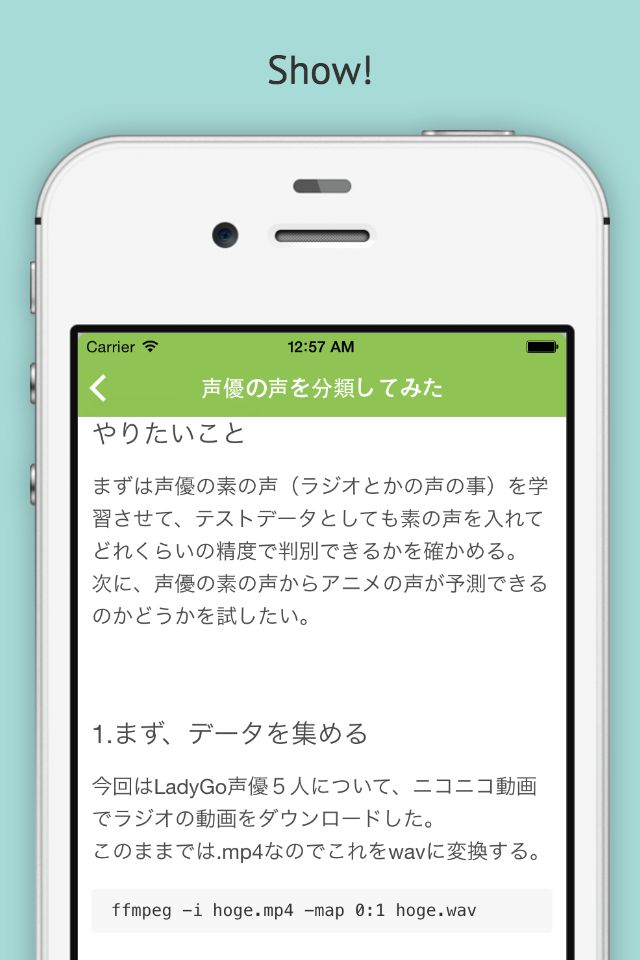 Show!
Carrier 12:57 AM
声優の声を分類してみた
やりたいこと
まずは声優の素の声（ラジオとかの声の事）を学
習させて、テストデータとしても素の声を入れて
どれくらいの精度で判別できるかを確かめる。
次に、声優の素の声からアニメの声が予測できる
のかどうかを試したい。
1.まず、データを集める
今回はLadyGo声優５人について、ニコニコ動画
でラジオの動画をダウンロードした。
このままでは.mp4なのでこれをwavに変換する。
ffmpeg -i hoge.mp4 -map 0:1 hoge.wav